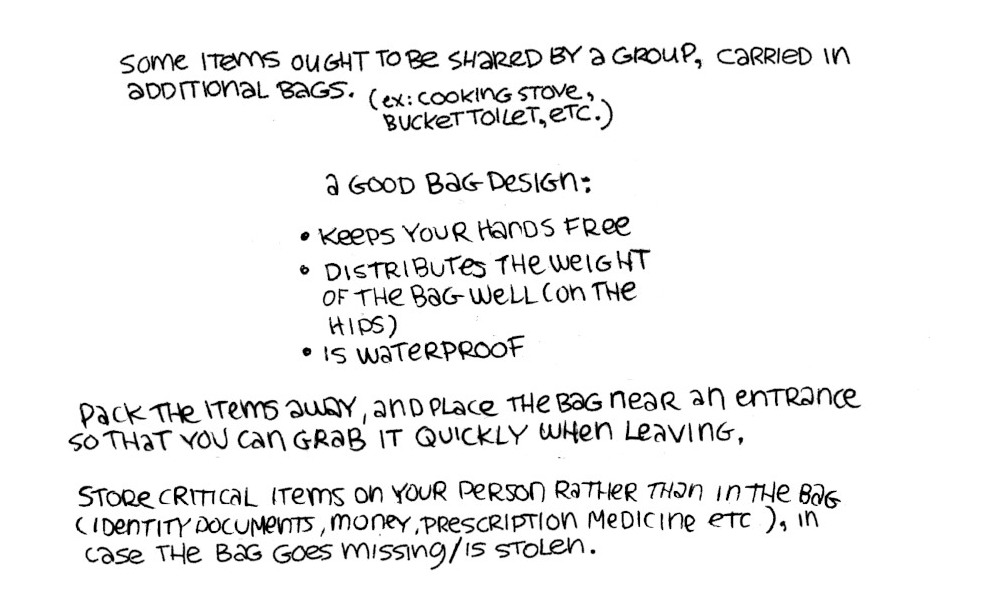 SOME ITEMS OUGHT TO BE SHARED BY A GROUP, CARRIED IN
ADDITIONAL BAGS. (EX: COOKING STOVE,
BUCKET TOILET, ETC.)
A GOOD BAG DESIGN:
• KEEPS YOUR HANDS FREE
• DISTRIBUTES THE WEIGHT
OF THE BAG WELL (ON THE
HIPS)
• IS WATERPROOF
PACK THE ITEMS AWAY, AND PLACE THE BAG NEAR AN ENTRANCE
SO THAT YOU CAN GRAB IT QUICKLY WHEN LEAVING.
STORE CRITICAL ITEMS ON YOUR PERSON RATHER THAN IN THE BAG
(IDENTITY DOCUMENTS, MONEY, PRESCRIPTION MEDICINE ETC), IN
CASE THE BAG GOES MISSING/IS STOLEN.